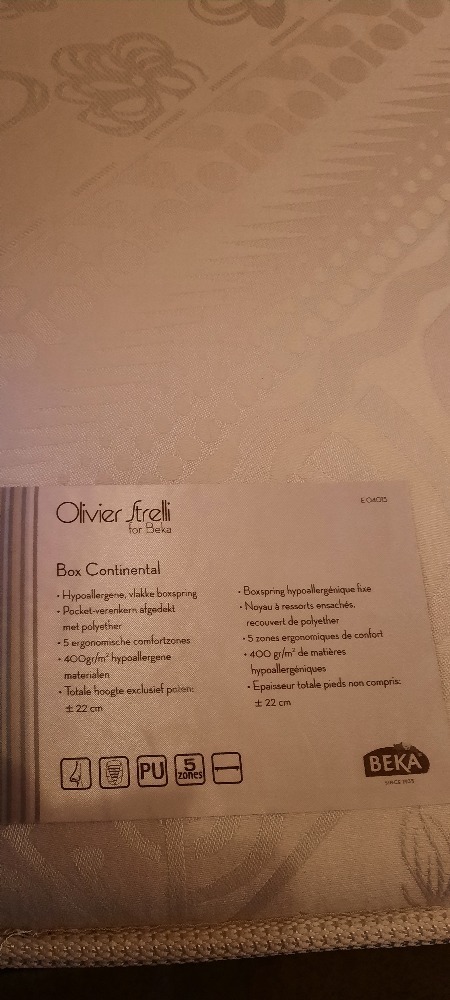 Olivier Strelli
for Beka
Box Continental
• Hypoallergene, vlakke boxspring
• Pocket-verenkern afgedekt
met polyether
• 5 ergonomische comfortzones
• 400gr/m² hypoallergene
materialen
• Totale hoogte exclusief poten:
± 22 cm
• Boxspring hypoallergénique fixe
• Noyau à ressorts ensachés,
recouvert de polyether
• 5 zones ergonomiques de confort
• 400 gr/m² de matières
hypoallergéniques
• Epaisseur totale pieds non compris:
± 22 cm
PU
5
zones
BEKA
SINCE 1935